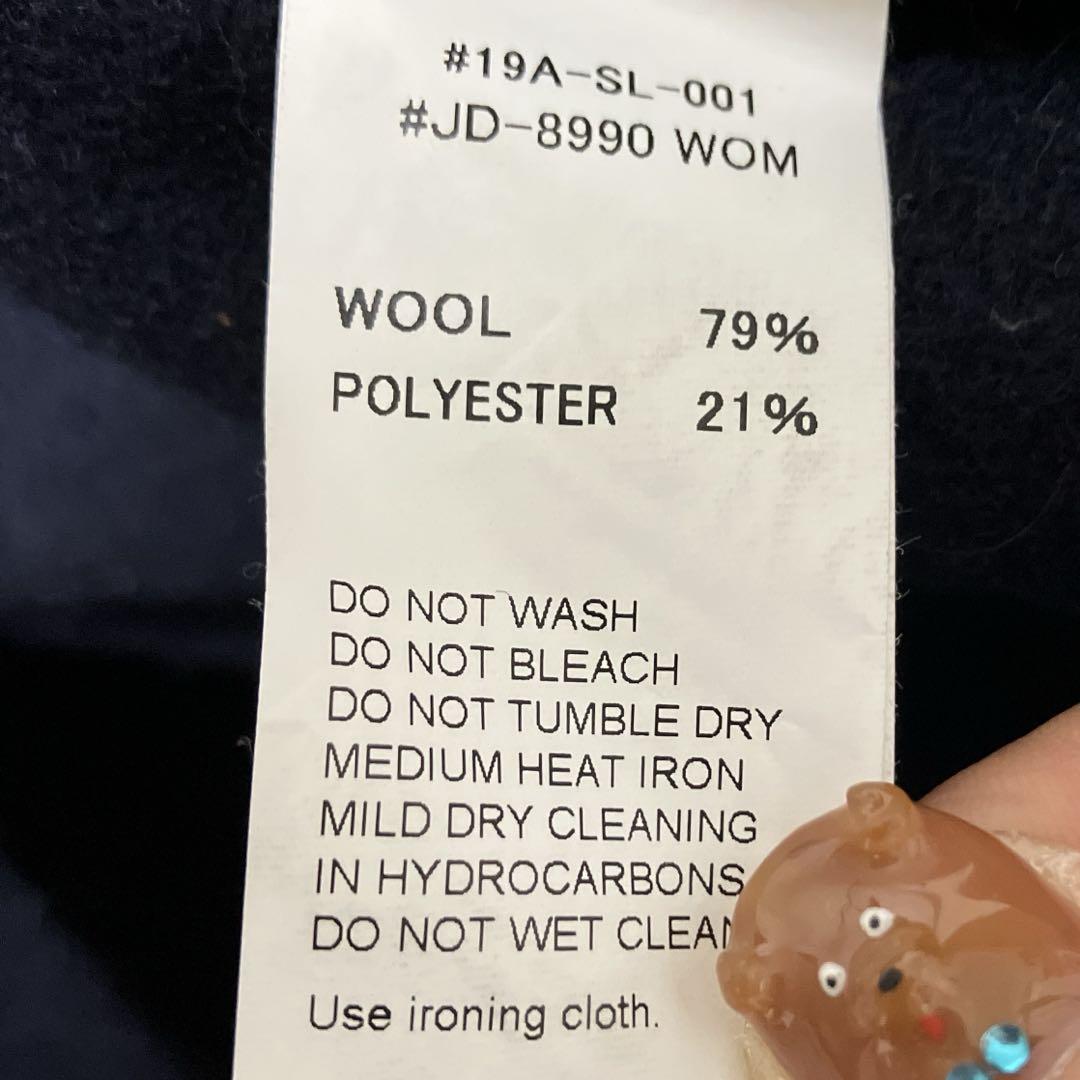 #19A-SL-001
#JD-8990 WOM
WOOL 79%
POLYESTER 21%
DO NOT WASH
DO NOT BLEACH
DO NOT TUMBLE DRY
MEDIUM HEAT IRON
MILD DRY CLEANING
IN HYDROCARBONS
DO NOT WET CLEAN
Use ironing cloth.